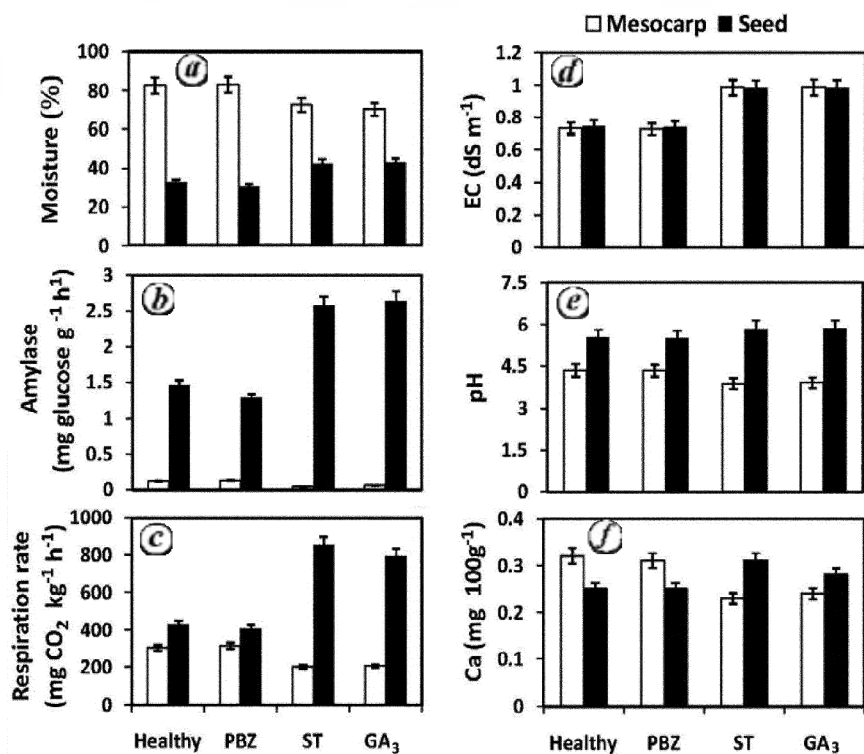 □ Mesocarp ■ Seed
a
Moisture (%)
100
80
60
40
20
0
d
EC (dS m⁻¹)
1.2
1
0.8
0.6
0.4
0.2
0
b
Amylase
(mg glucose g⁻¹ h¹)
3
2.5
2
1.5
1
0.5
0
e
pH
7.5
6
4.5
3
1.5
0
c
Respiration rate
(mg CO₂ kg⁻¹ h⁻¹)
1000
800
600
400
200
0
Healthy PBZ ST GA₃
f
Ca (mg 100g⁻¹)
0.4
0.3
0.2
0.1
0
Healthy PBZ ST GA₃